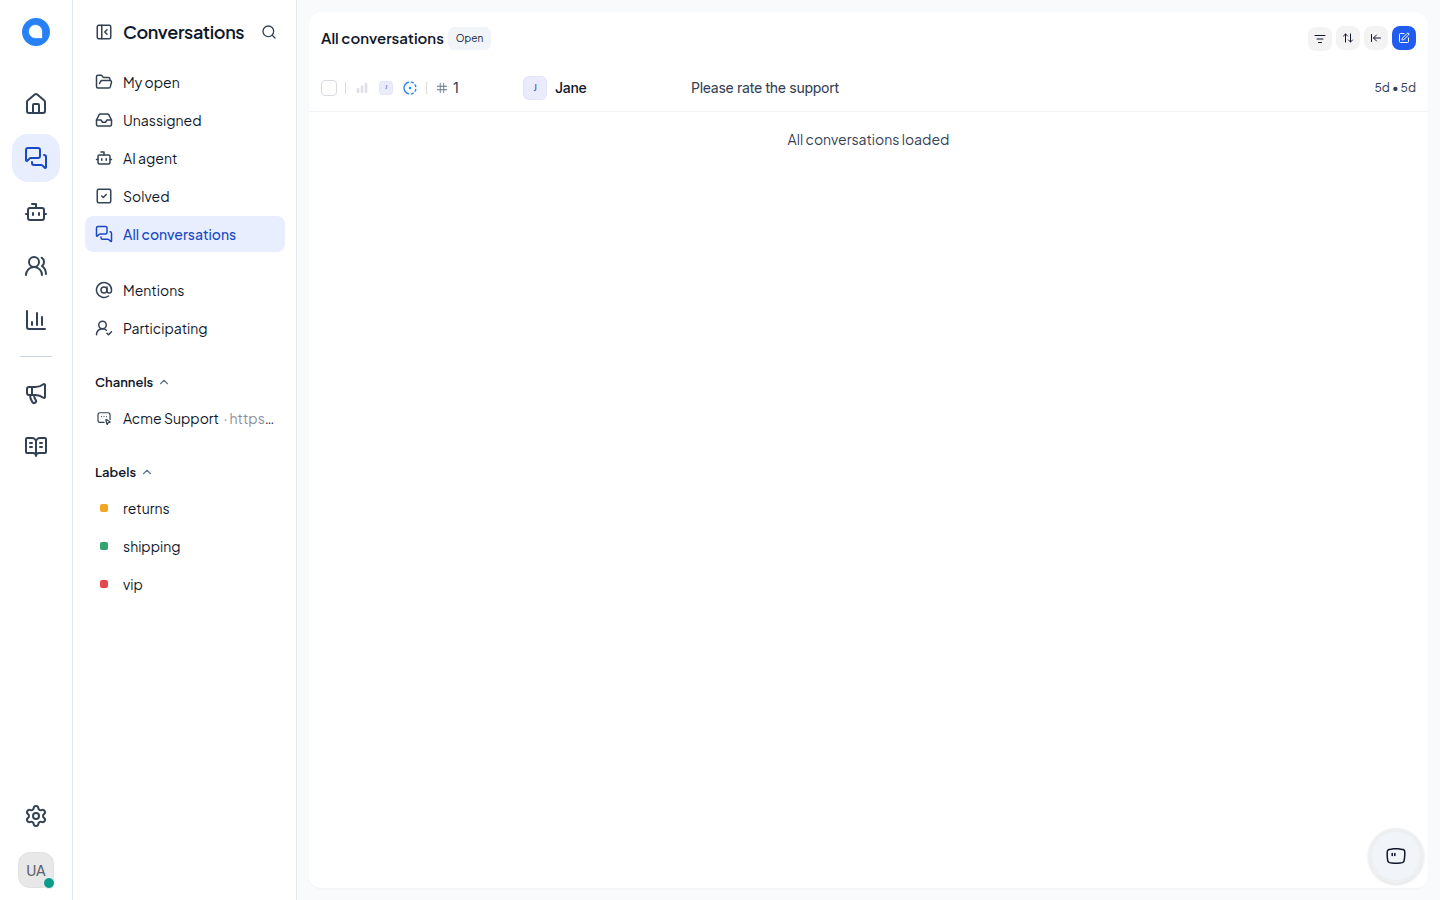 Conversations
My open
Unassigned
AI agent
Solved
All conversations
Mentions
Participating
Channels
Acme Support · https...
Labels
returns
shipping
vip
UA
All conversations Open
J # 1 J Jane Please rate the support 5d • 5d
All conversations loaded